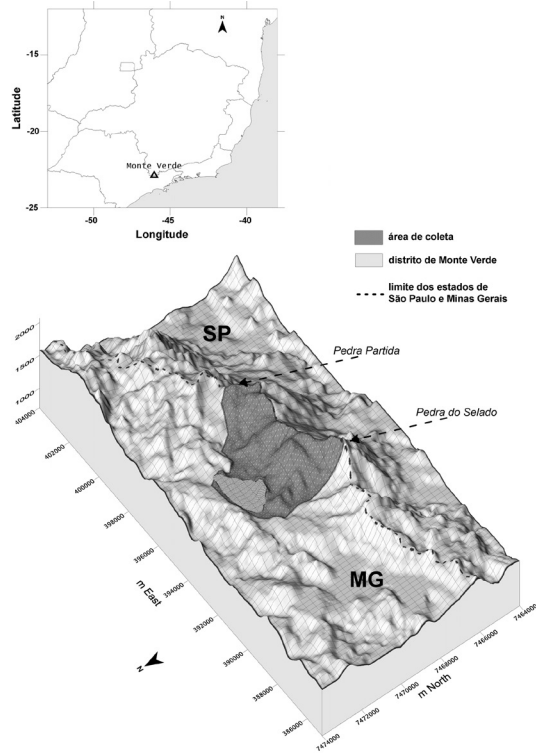 N
-12
-15
Latitude
-20
Monte Verde
-25
-50
-45
-40
Longitude
área de coleta
distrito de Monte Verde
limite dos estados de
São Paulo e Minas Gerais
SP
Pedra Partida
Pedra do Selado
2000
1500
1000
404000
402000
400000
398000
396000
394000
392000
390000
388000
386000
m East
MG
N
7464000
7466000
7468000
7470000
7472000
7474000
m North